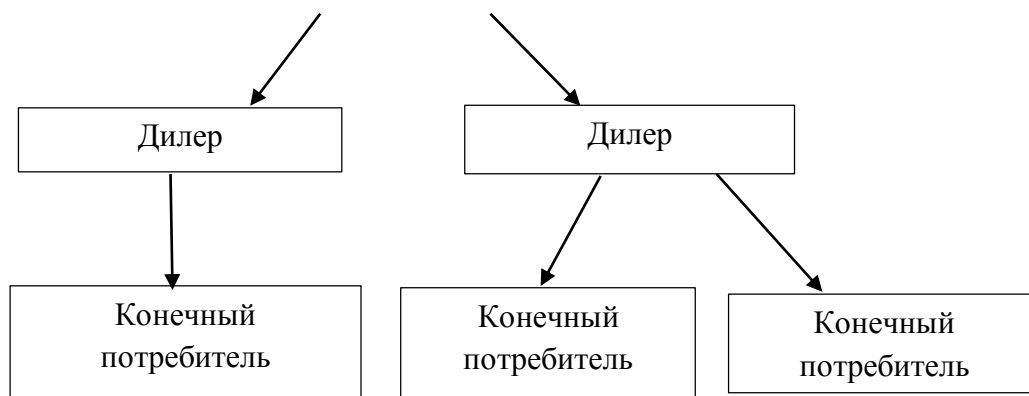 Дилер
Дилер
Конечный
потребитель
Конечный
потребитель
Конечный
потребитель